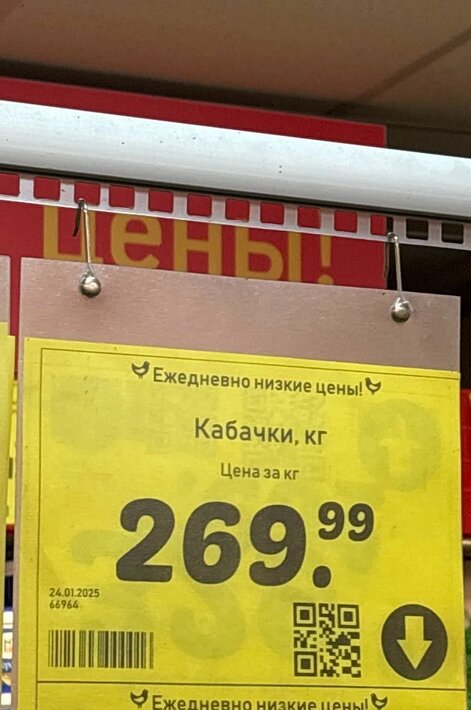 цены!
Ежедневно низкие цены!
Кабачки, кг
Цена за кг
269.99
24.01.2025
66964
Ежедневно низкие цены!